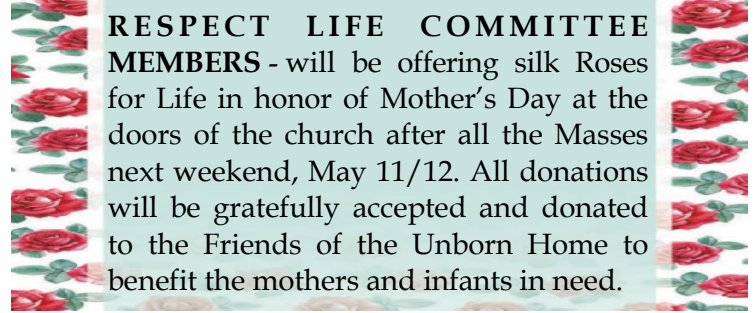 RESPECT LIFE COMMITTEE
MEMBERS - will be offering silk Roses
for Life in honor of Mother’s Day at the
doors of the church after all the Masses
next weekend, May 11/12. All donations
will be gratefully accepted and donated
to the Friends of the Unborn Home to
benefit the mothers and infants in need.